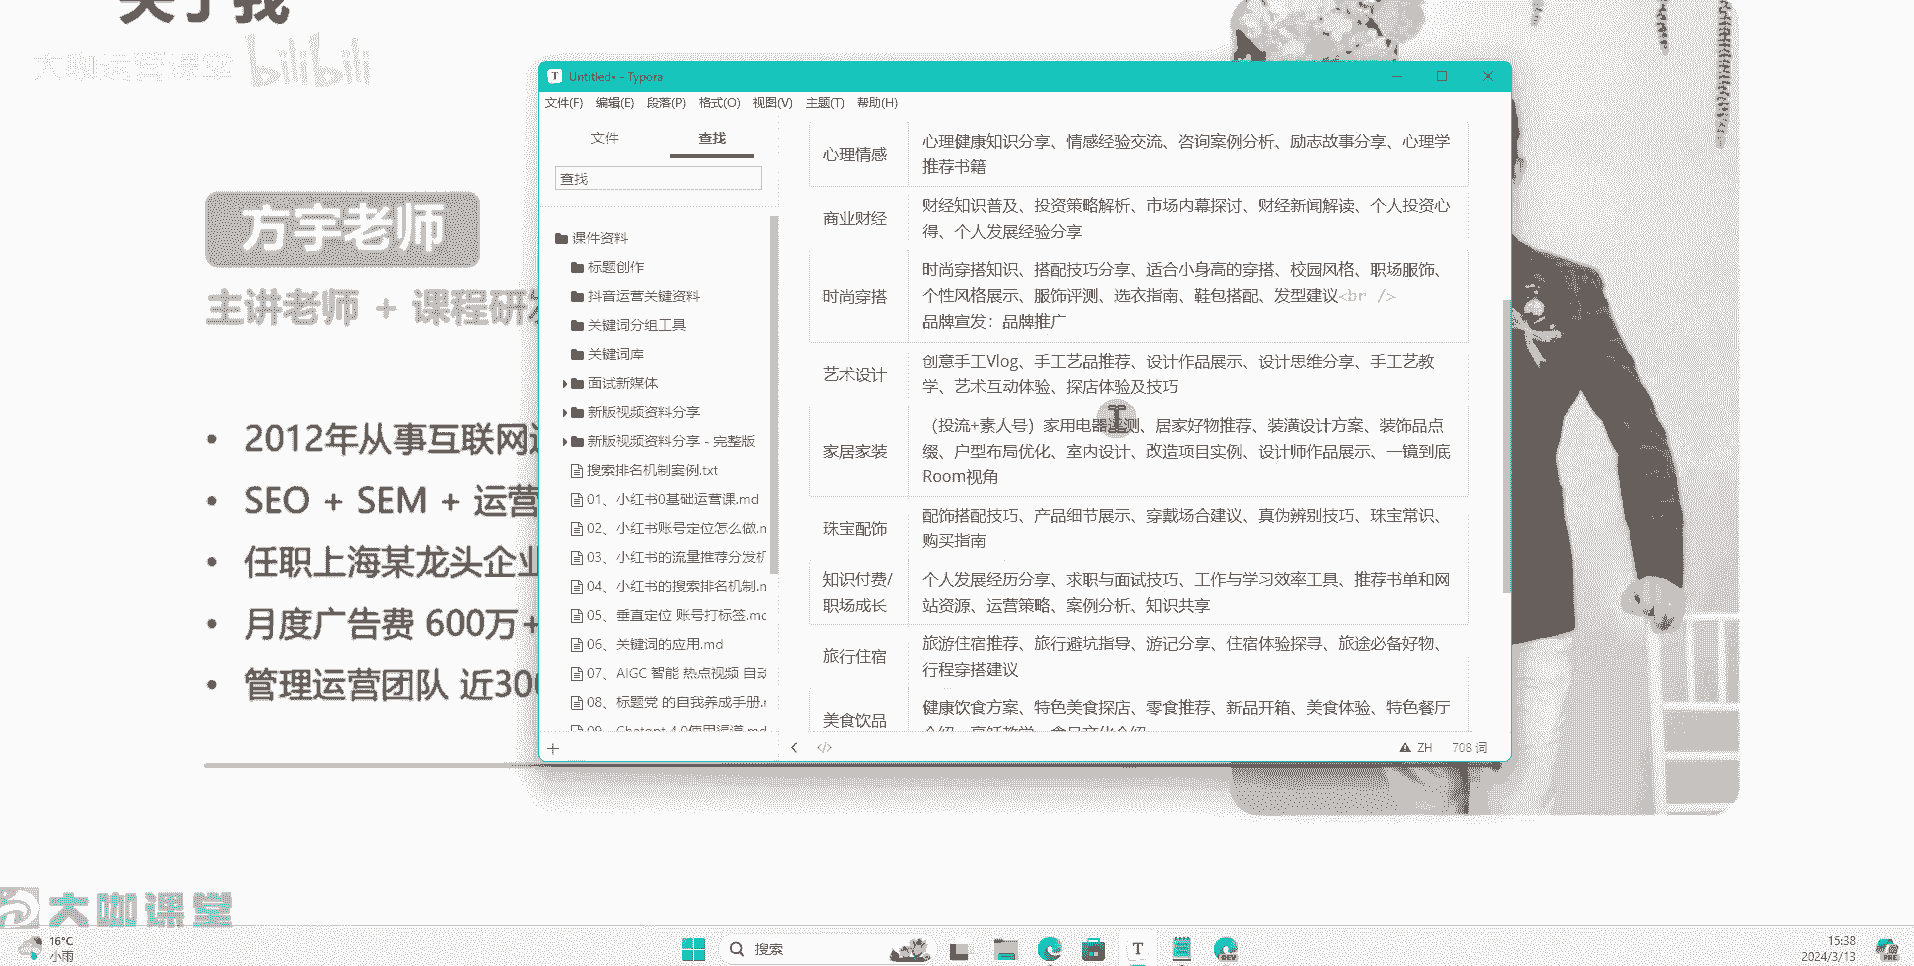 关于我
大咖运营课堂 bilibili
方宇老师
主讲老师 + 课程研发
• 2012年从事互联网
• SEO + SEM + 运营
• 任职上海某龙头企业
• 月度广告费 600万+
• 管理运营团队 近300
Untitled• - Typora
文件(F) 编辑(E) 段落(P) 格式(O) 视图(V) 主题(T) 帮助(H)
文件 查找
查找
课件资料
标题创作
抖音运营关键资料
关键词分组工具
关键词库
面试新媒体
新版视频资料分享
新版视频资料分享 - 完整版
搜索排名机制案例.txt
01、小红书0基础运营课.md
02、小红书账号定位怎么做.m
03、小红书的流量推荐分发机
04、小红书的搜索排名机制.m
05、垂直定位 账号打标签.md
06、关键词的应用.md
07、AIGC 智能 热点视频 自动
08、标题党 的自我养成手册.m
09、Chatgpt 4.0使用渠道.md
心理情感
心理健康知识分享、情感经验交流、咨询案例分析、励志故事分享、心理学
推荐书籍
商业财经
财经知识普及、投资策略解析、市场内幕探讨、财经新闻解读、个人投资心
得、个人发展经验分享
时尚穿搭
时尚穿搭知识、搭配技巧分享、适合小身高的穿搭、校园风格、职场服饰、
个性风格展示、服饰评测、选衣指南、鞋包搭配、发型建议<br />
品牌宣发：品牌推广
艺术设计
创意手工Vlog、手工艺品推荐、设计作品展示、设计思维分享、手工艺教
学、艺术互动体验、探店体验及技巧
家居家装
（投流+素人号）家用电器评测、居家好物推荐、装潢设计方案、装饰品点
缀、户型布局优化、室内设计、改造项目实例、设计师作品展示、一镜到底
Room视角
珠宝配饰
配饰搭配技巧、产品细节展示、穿戴场合建议、真伪辨别技巧、珠宝常识、
购买指南
知识付费/
职场成长
个人发展经历分享、求职与面试技巧、工作与学习效率工具、推荐书单和网
站资源、运营策略、案例分析、知识共享
旅行住宿
旅游住宿推荐、旅行避坑指导、游记分享、住宿体验探寻、旅途必备好物、
行程穿搭建议
美食饮品
健康饮食方案、特色美食探店、零食推荐、新品开箱、美食体验、特色餐厅
介绍、烹饪教学、食品文化介绍
ZH 708 词
大咖课堂
16°C
小雨
搜索
15:38
2024/3/13